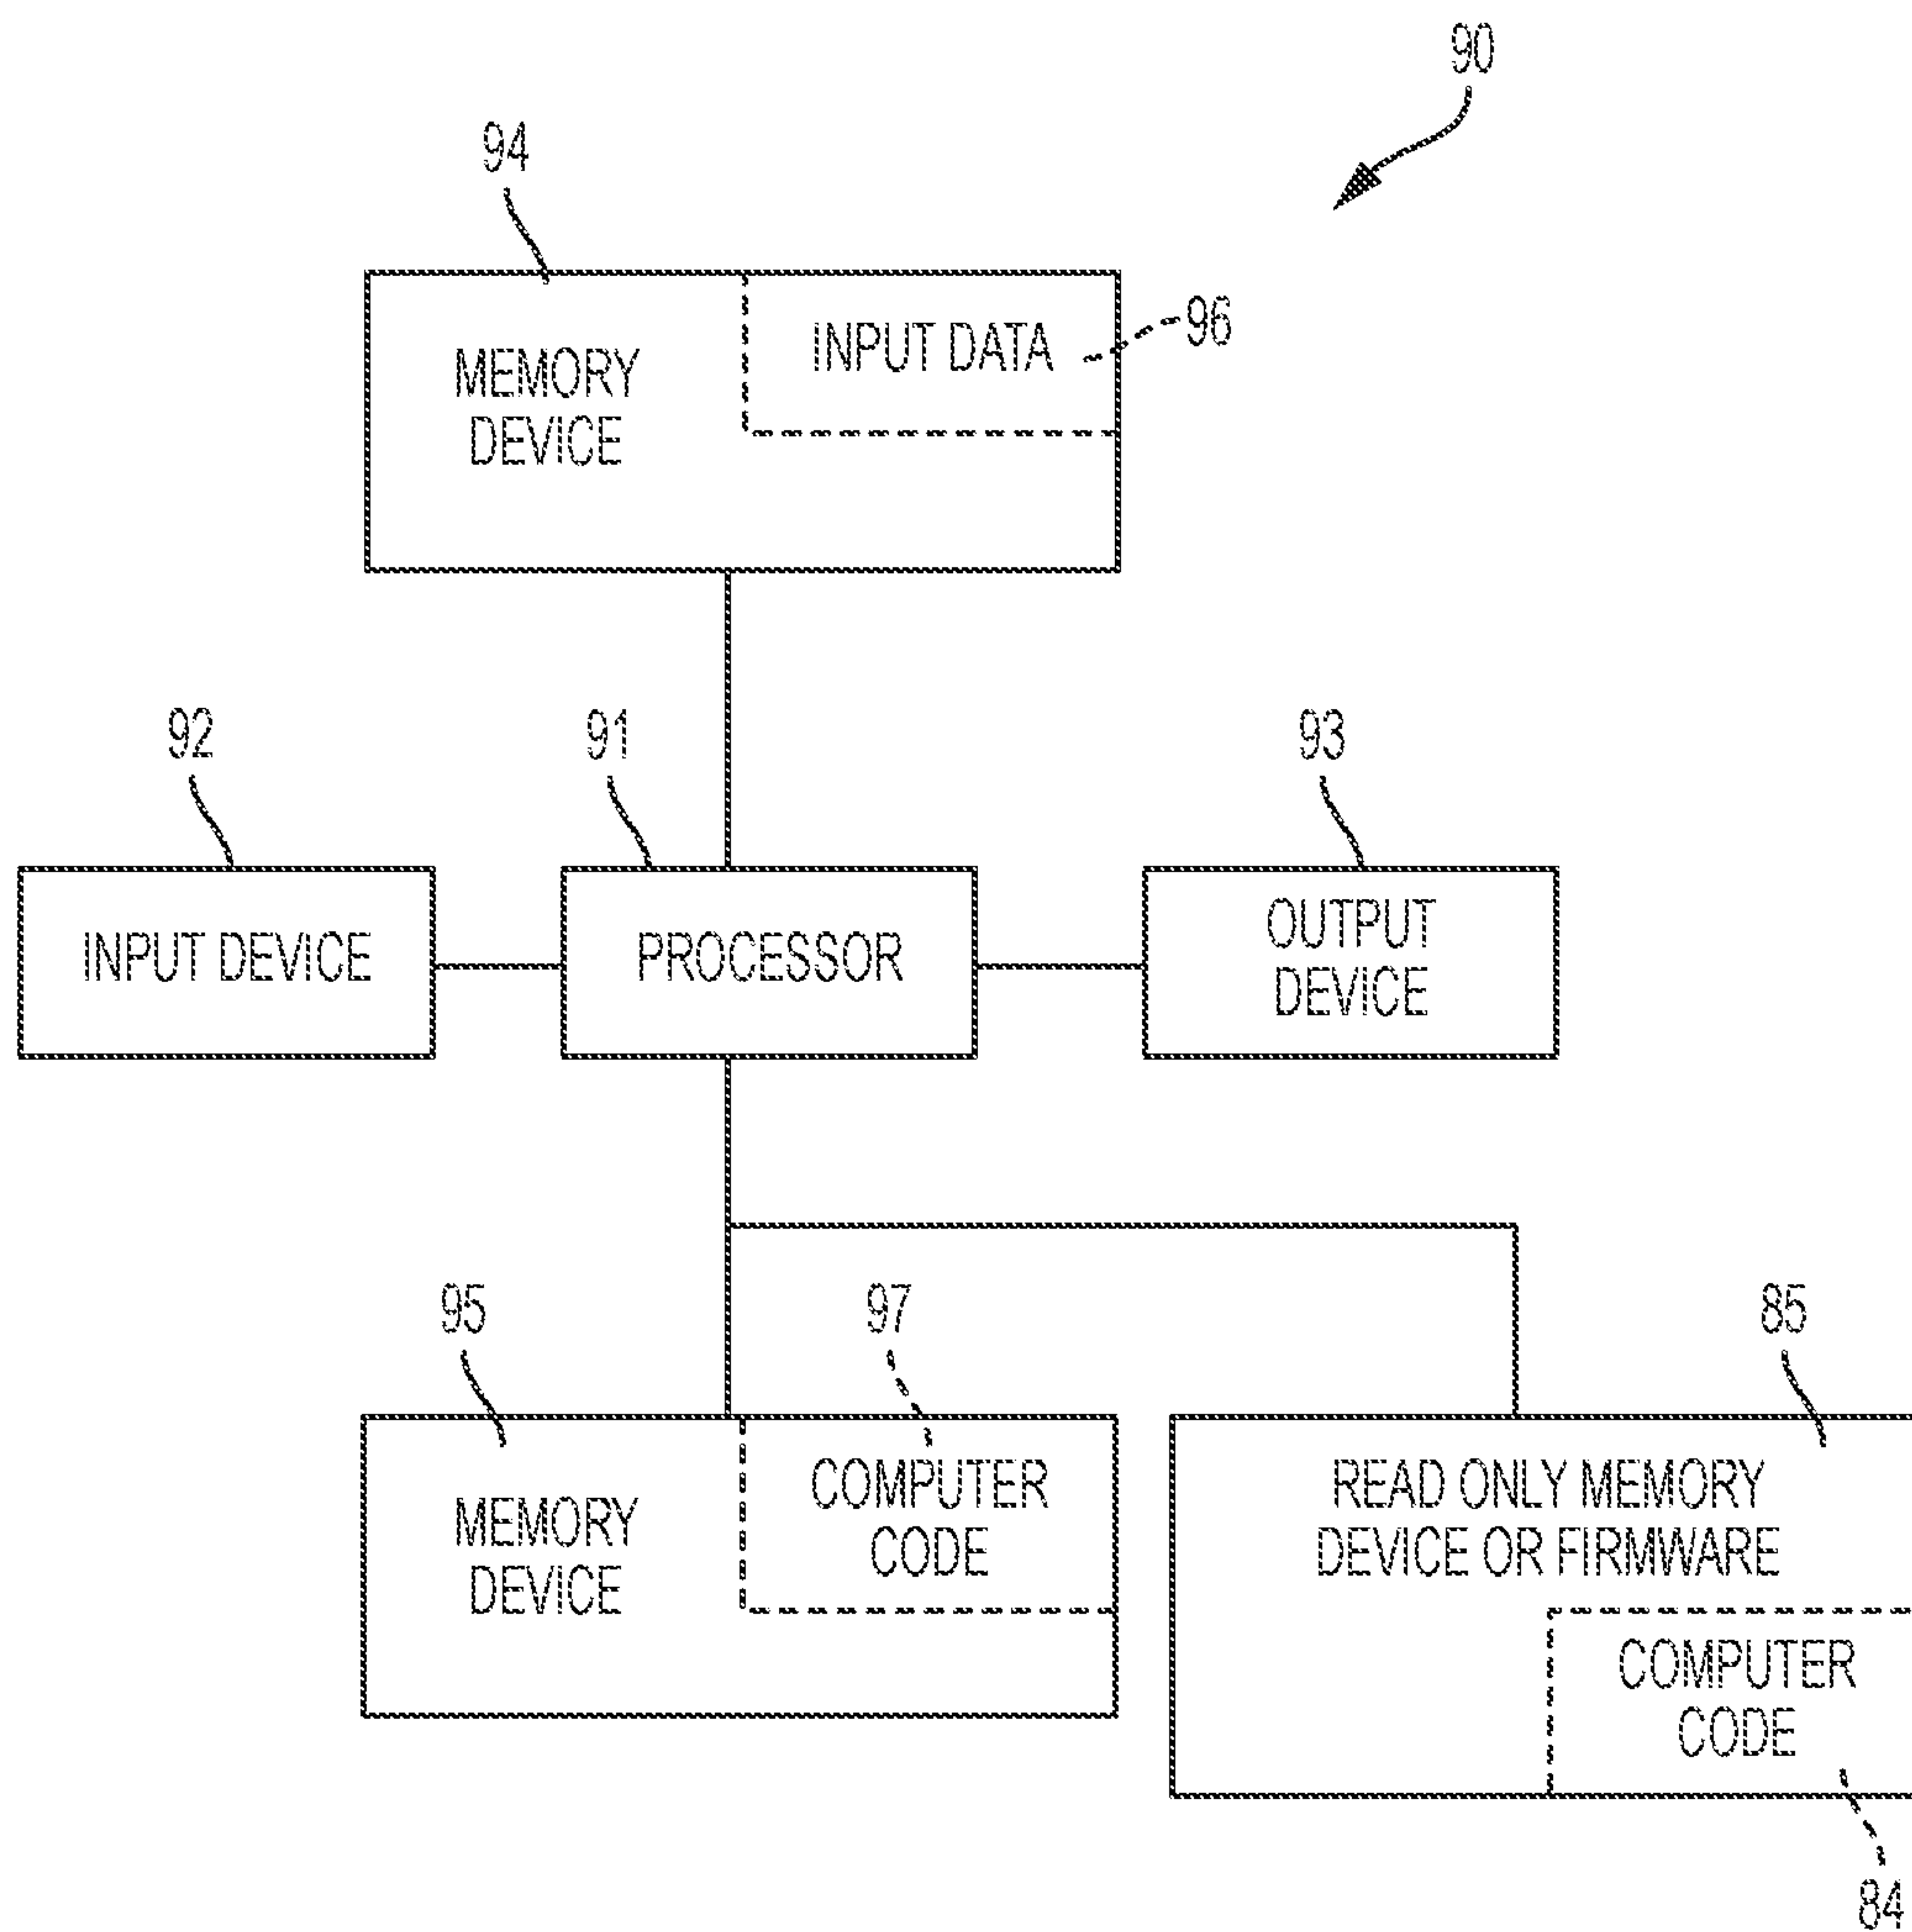 90
94
96
INPUT DATA
MEMORY
DEVICE
92
91
93
INPUT DEVICE
PROCESSOR
OUTPUT
DEVICE
95
97
85
MEMORY
DEVICE
COMPUTER
CODE
READ ONLY MEMORY
DEVICE OR FIRMWARE
COMPUTER
CODE
84